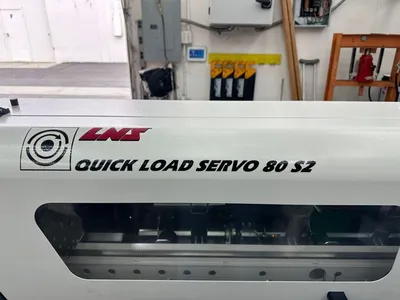 LNS
QUICK LOAD SERVO 80 S2